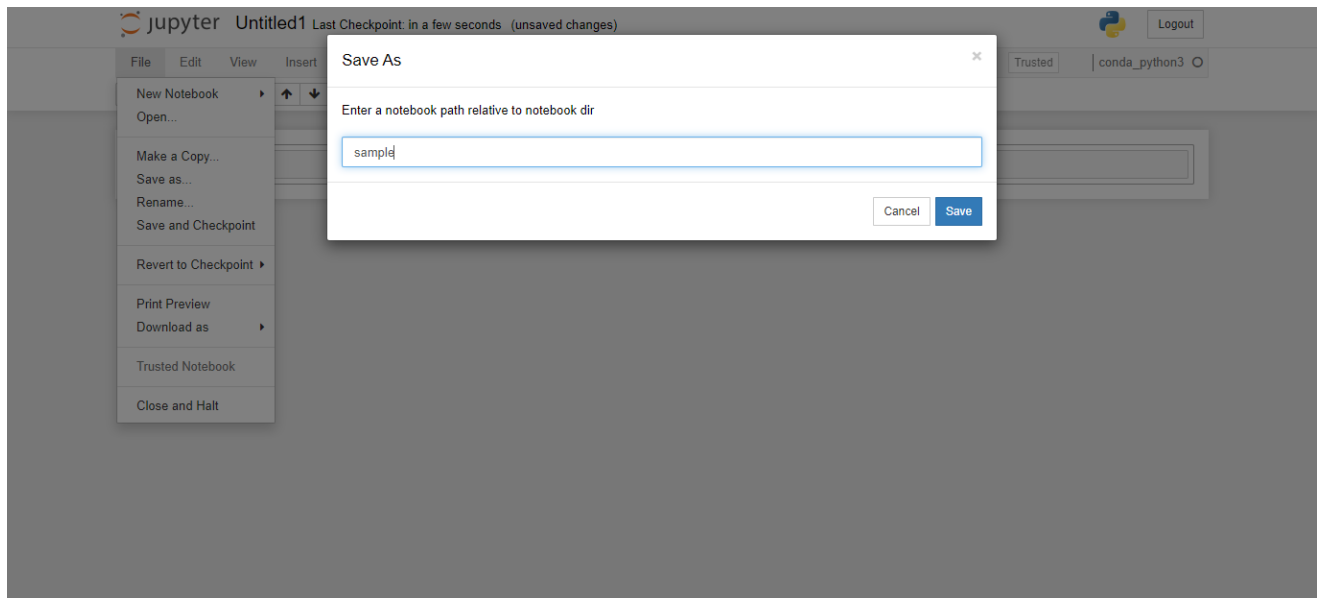 jupyter Untitled1 Last Checkpoint: in a few seconds (unsaved changes)
Logout
File Edit View Insert
Trusted
conda_python3
Save As
×
Enter a notebook path relative to notebook dir
sample
Cancel Save
New Notebook
Open...
Make a Copy...
Save as...
Rename...
Save and Checkpoint
Revert to Checkpoint
Print Preview
Download as
Trusted Notebook
Close and Halt